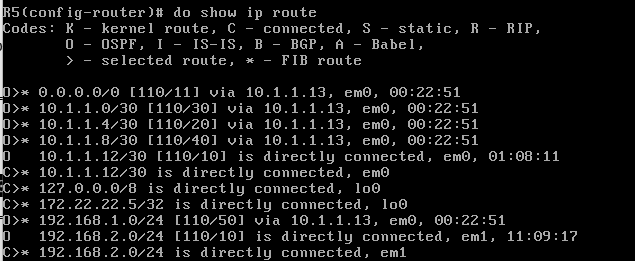 R5(config-router)# do show ip route
Codes: K - kernel route, C - connected, S - static, R - RIP,
O - OSPF, I - IS-IS, B - BGP, A - Babel,
> - selected route, * - FIB route
O>* 0.0.0.0/0 [110/11] via 10.1.1.13, em0, 00:22:51
O>* 10.1.1.0/30 [110/30] via 10.1.1.13, em0, 00:22:51
O>* 10.1.1.4/30 [110/20] via 10.1.1.13, em0, 00:22:51
O>* 10.1.1.8/30 [110/40] via 10.1.1.13, em0, 00:22:51
O 10.1.1.12/30 [110/10] is directly connected, em0, 01:08:11
C>* 10.1.1.12/30 is directly connected, em0
C>* 127.0.0.0/8 is directly connected, lo0
C>* 172.22.22.5/32 is directly connected, lo0
O>* 192.168.1.0/24 [110/50] via 10.1.1.13, em0, 00:22:51
O 192.168.2.0/24 [110/10] is directly connected, em1, 11:09:17
C>* 192.168.2.0/24 is directly connected, em1